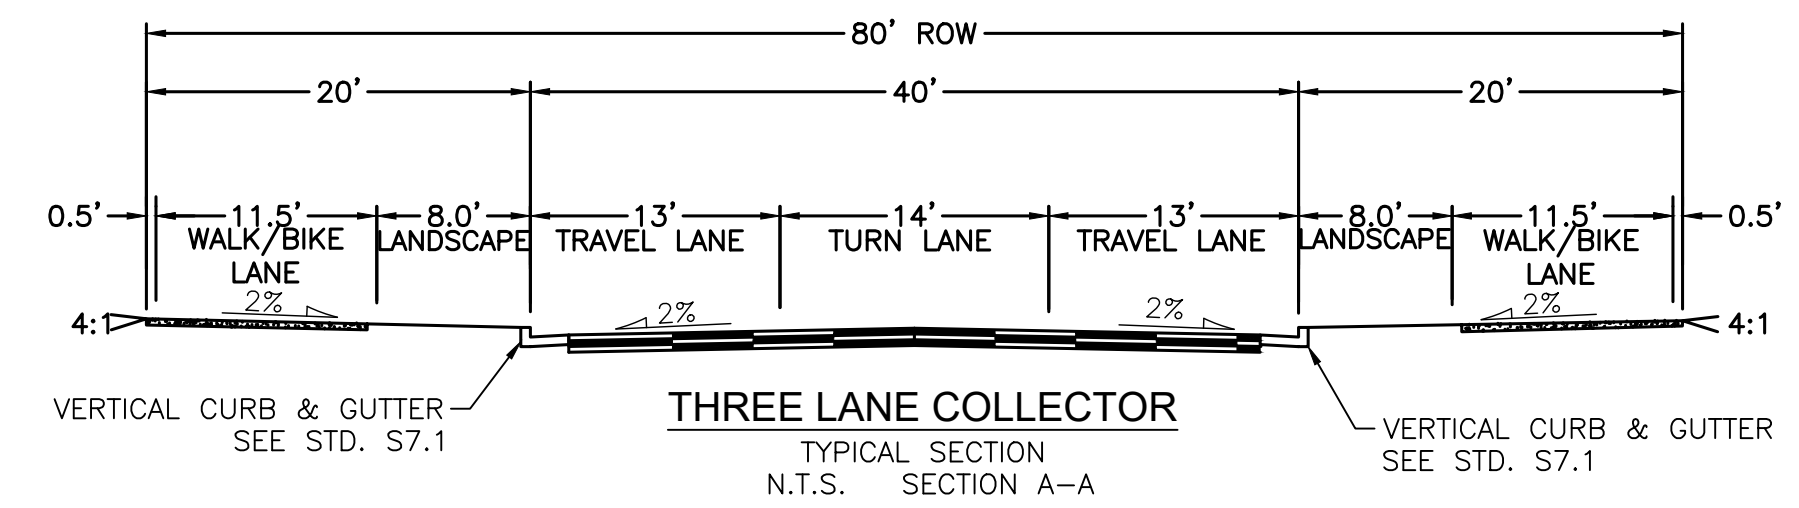 80' ROW
20'
40'
20'
0.5'
11.5'
8.0'
13'
14'
13'
8.0'
11.5'
0.5'
WALK/BIKE
LANE
LANDSCAPE
TRAVEL LANE
TURN LANE
TRAVEL LANE
LANDSCAPE
WALK/BIKE
LANE
2%
2%
2%
2%
4:1
4:1
VERTICAL CURB & GUTTER
SEE STD. S7.1
THREE LANE COLLECTOR
TYPICAL SECTION
N.T.S. SECTION A-A
VERTICAL CURB & GUTTER
SEE STD. S7.1